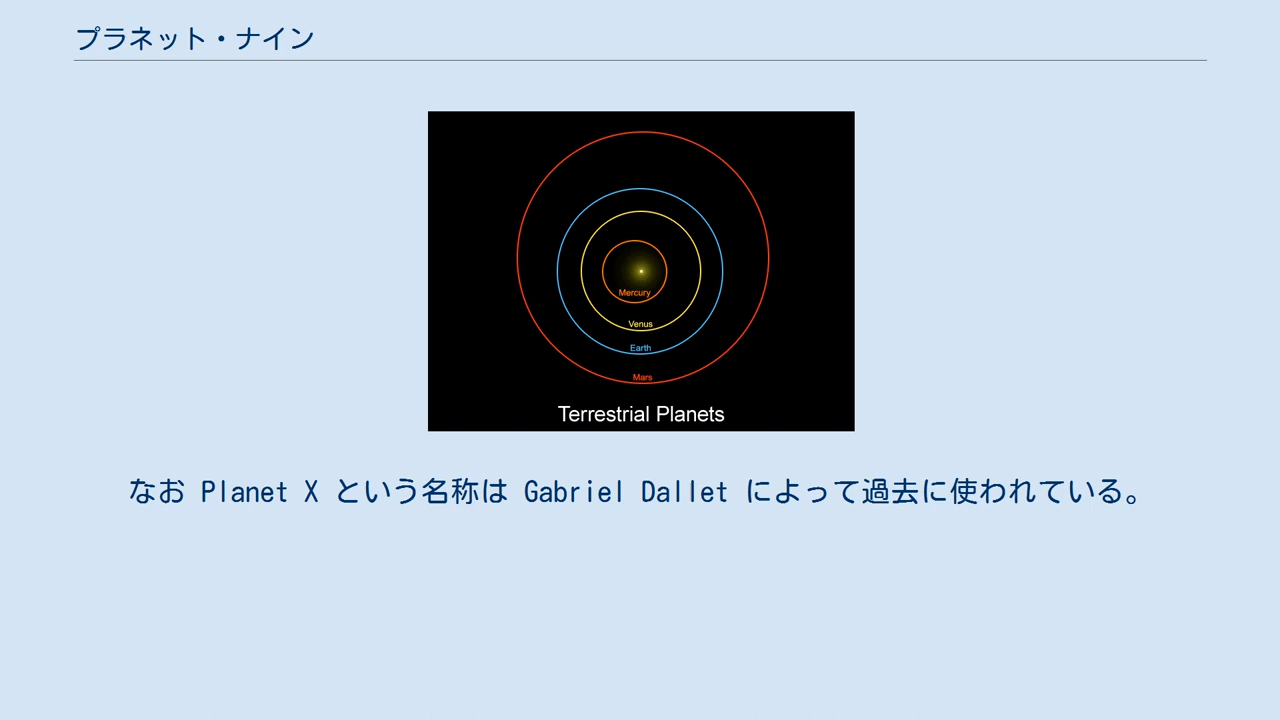 プラネット・ナイン
Mercury
Venus
Earth
Mars
Terrestrial Planets
なお Planet X という名称は Gabriel Dallet によって過去に使われている。